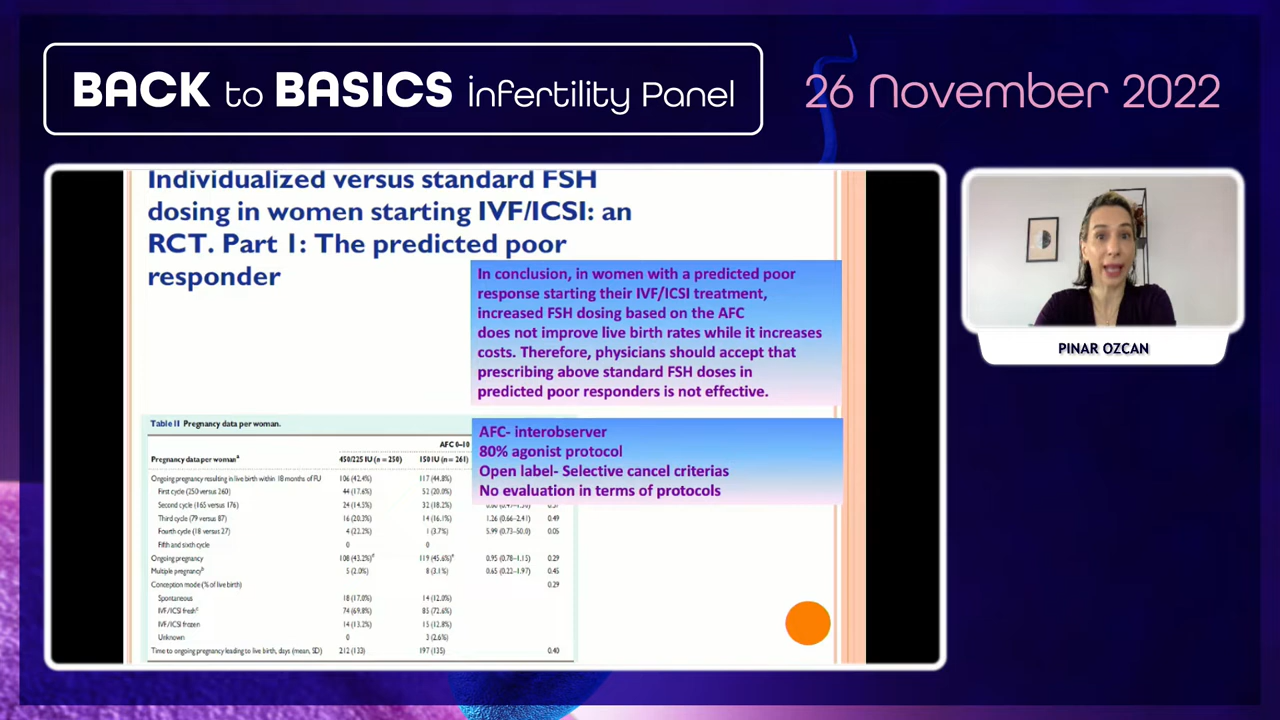 BACK to BASICS infertility Panel
26 November 2022
Individualized versus standard FSH
dosing in women starting IVF/ICSI: an
RCT. Part 1: The predicted poor
responder
In conclusion, in women with a predicted poor
response starting their IVF/ICSI treatment,
increased FSH dosing based on the AFC
does not improve live birth rates while it increases
costs. Therefore, physicians should accept that
prescribing above standard FSH doses in
predicted poor responders is not effective.
AFC- interobserver
80% agonist protocol
Open label- Selective cancel criterias
No evaluation in terms of protocols
Table II Pregnancy data per woman.
AFC 0–10
Pregnancy data per woman 450/225 IU (n = 250) 150 IU (n = 261)
Ongoing pregnancy resulting in live birth within 18 months of FU 106 (42.4%) 117 (44.8%)
First cycle (250 versus 260) 44 (17.6%) 52 (20.0%)
Second cycle (165 versus 176) 24 (14.5%) 32 (18.2%)
Third cycle (79 versus 87) 16 (20.3%) 14 (16.1%) 1.26 (0.66–2.41) 0.49
Fourth cycle (18 versus 27) 4 (22.2%) 1 (3.7%) 5.99 (0.73–50.0) 0.05
Fifth and sixth cycle 0 0
Ongoing pregnancy 108 (43.2%) 119 (45.6%) 0.95 (0.78–1.15) 0.29
Multiple pregnancy 5 (2.0%) 8 (3.1%) 0.65 (0.22–1.97) 0.45
Conception mode (% of live birth) 0.29
Spontaneous 18 (17.0%) 14 (12.0%)
IVF/ICSI fresh 74 (69.8%) 85 (72.6%)
IVF/ICSI frozen 14 (13.2%) 15 (12.8%)
Unknown 0 3 (2.6%)
Time to ongoing pregnancy leading to live birth, days (mean, SD) 212 (133) 197 (135) 0.40
PINAR OZCAN